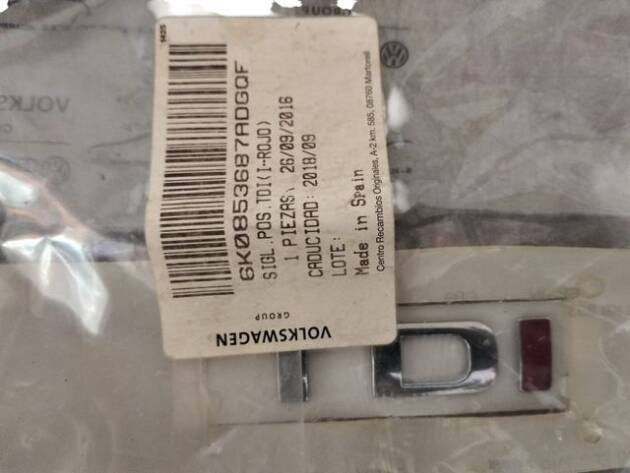 VOLKSWAGEN
GROUP
6K0853687ADGQF
SIGL.POS.TDI(I-ROJO)
1 PIEZAS, 26/09/2016
CADUCIDAD: 2018/09
LOTE:
Made in Spain
Centro Recambios Originales, A-2 km. 585, 08760 Martorell
TDI
VOLKSW